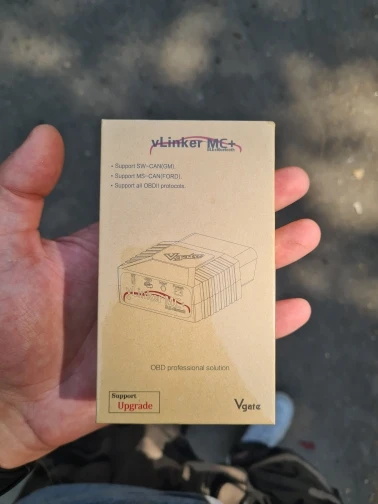 vLinker MC+
• Support SW-CAN(GM).
• Support MS-CAN(FORD).
• Support all OBDII protocols.
Vgate
OBD professional solution
Support
Upgrade
Vgate